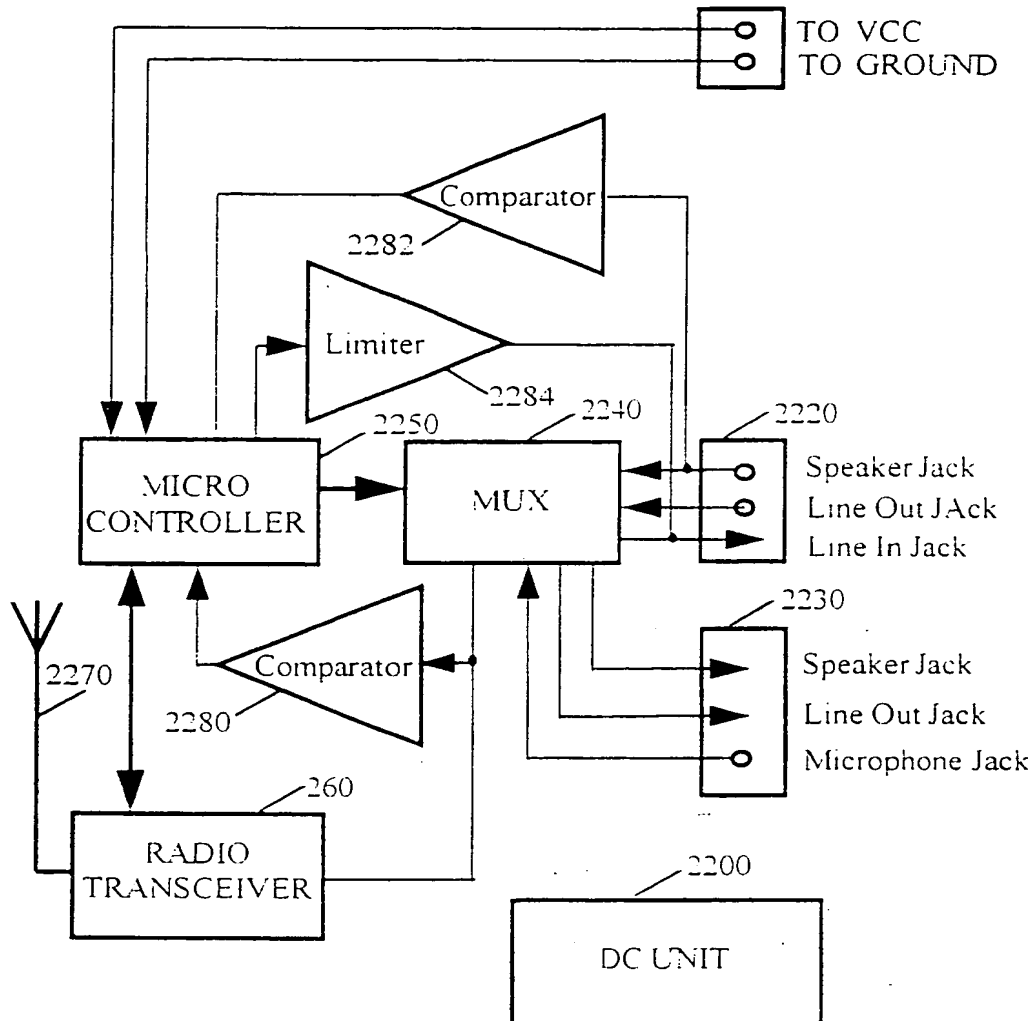 TO VCC
TO GROUND
Comparator
2282
Limiter
2284
2250
2240
2220
MICRO
CONTROLLER
MUX
Speaker Jack
Line Out JAck
Line In Jack
2230
2270
Comparator
2280
Speaker Jack
Line Out Jack
Microphone Jack
260
RADIO
TRANSCEIVER
2200
DC UNIT